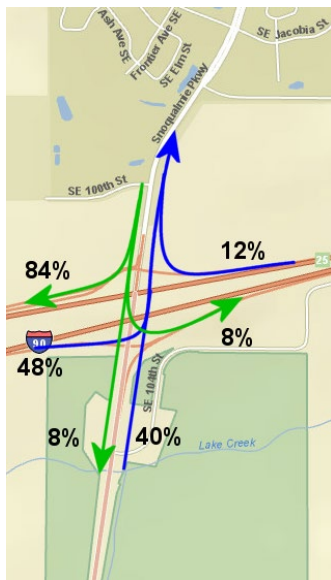 SE Jacobia St
Ash Ave SE
Frontier Ave SE
SE Elm St
Snoqualmie Pkwy
SE 100th St
84%
12%
25
90
48%
8%
SE 104th St
8%
40%
Lake Creek